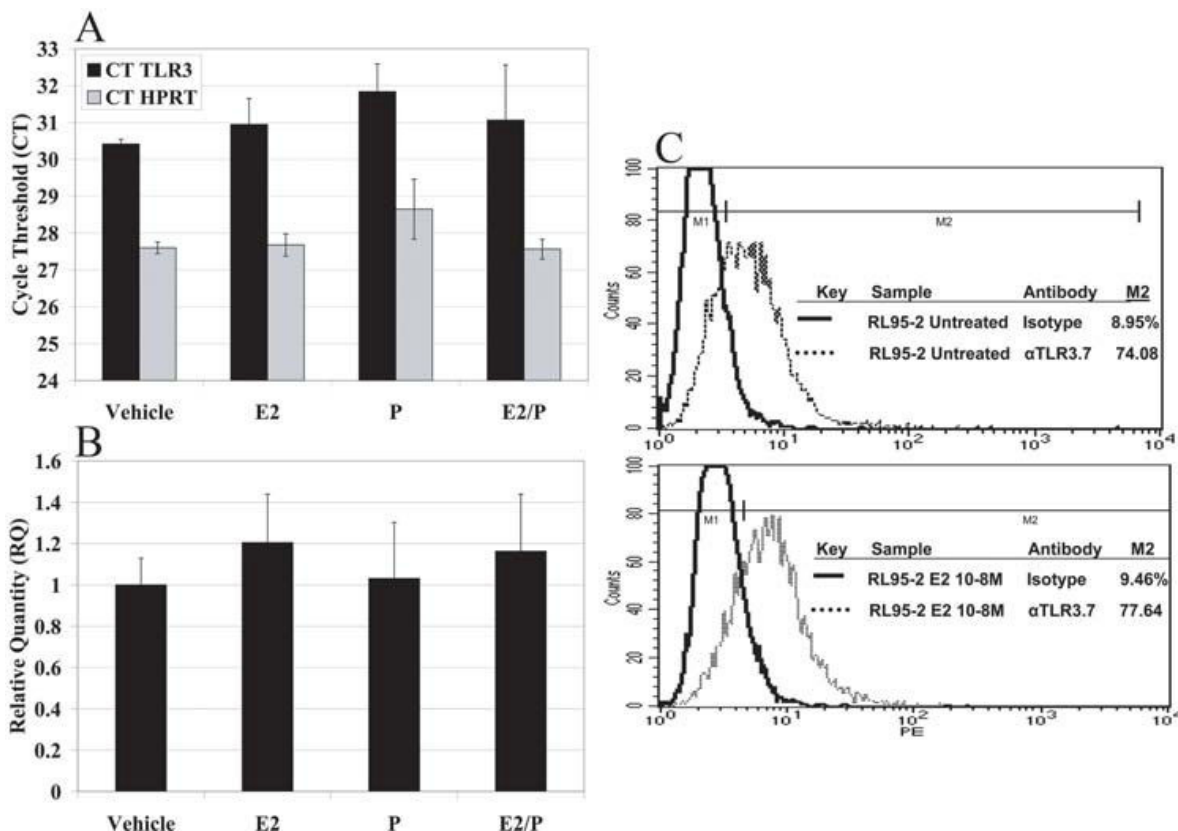 A
33
32
31
30
29
28
27
26
25
24
Cycle Threshold (CT)
CT TLR3
CT HPRT
Vehicle E2 P E2/P
B
1.6
1.4
1.2
1
0.8
0.6
0.4
0.2
0
Relative Quantity (RQ)
Vehicle E2 P E2/P
C
100
80
60
40
20
0
Counts
M1 M2
Key Sample Antibody M2
RL95-2 Untreated Isotype 8.95%
RL95-2 Untreated αTLR3.7 74.08
10⁰ 10¹ 10² 10³ 10⁴
100
80
60
40
20
0
Counts
M1 M2
Key Sample Antibody M2
RL95-2 E2 10-8M Isotype 9.46%
RL95-2 E2 10-8M αTLR3.7 77.64
10⁰ 10¹ 10² 10³ 10⁴
PE